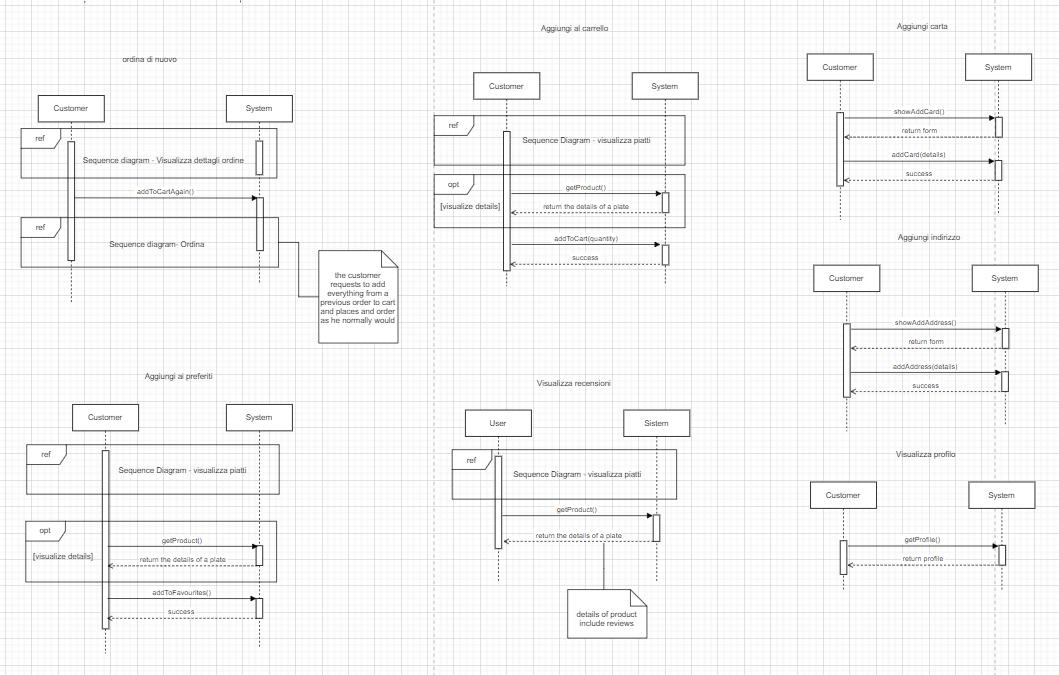 ordina di nuovo
Customer
System
ref
Sequence diagram - Visualizza dettagli ordine
addToCartAgain()
ref
Sequence diagram- Ordina
the customer
requests to add
everything from a
previous order to cart
and places and order
as he normally would
Aggiungi ai preferiti
Customer
System
ref
Sequence Diagram - visualizza piatti
opt
getProduct()
[visualize details]
return the details of a plate
addToFavourites()
success
Aggiungi al carrello
Customer
System
ref
Sequence Diagram - visualizza piatti
opt
getProduct()
[visualize details]
return the details of a plate
addToCart(quantity)
success
Visualizza recensioni
User
Sistem
ref
Sequence Diagram - visualizza piatti
getProduct()
return the details of a plate
details of product
include reviews
Aggiungi carta
Customer
System
showAddCard()
return form
addCard(details)
success
Aggiungi indirizzo
Customer
System
showAddAddress()
return form
addAddress(details)
success
Visualizza profilo
Customer
System
getProfile()
return profile